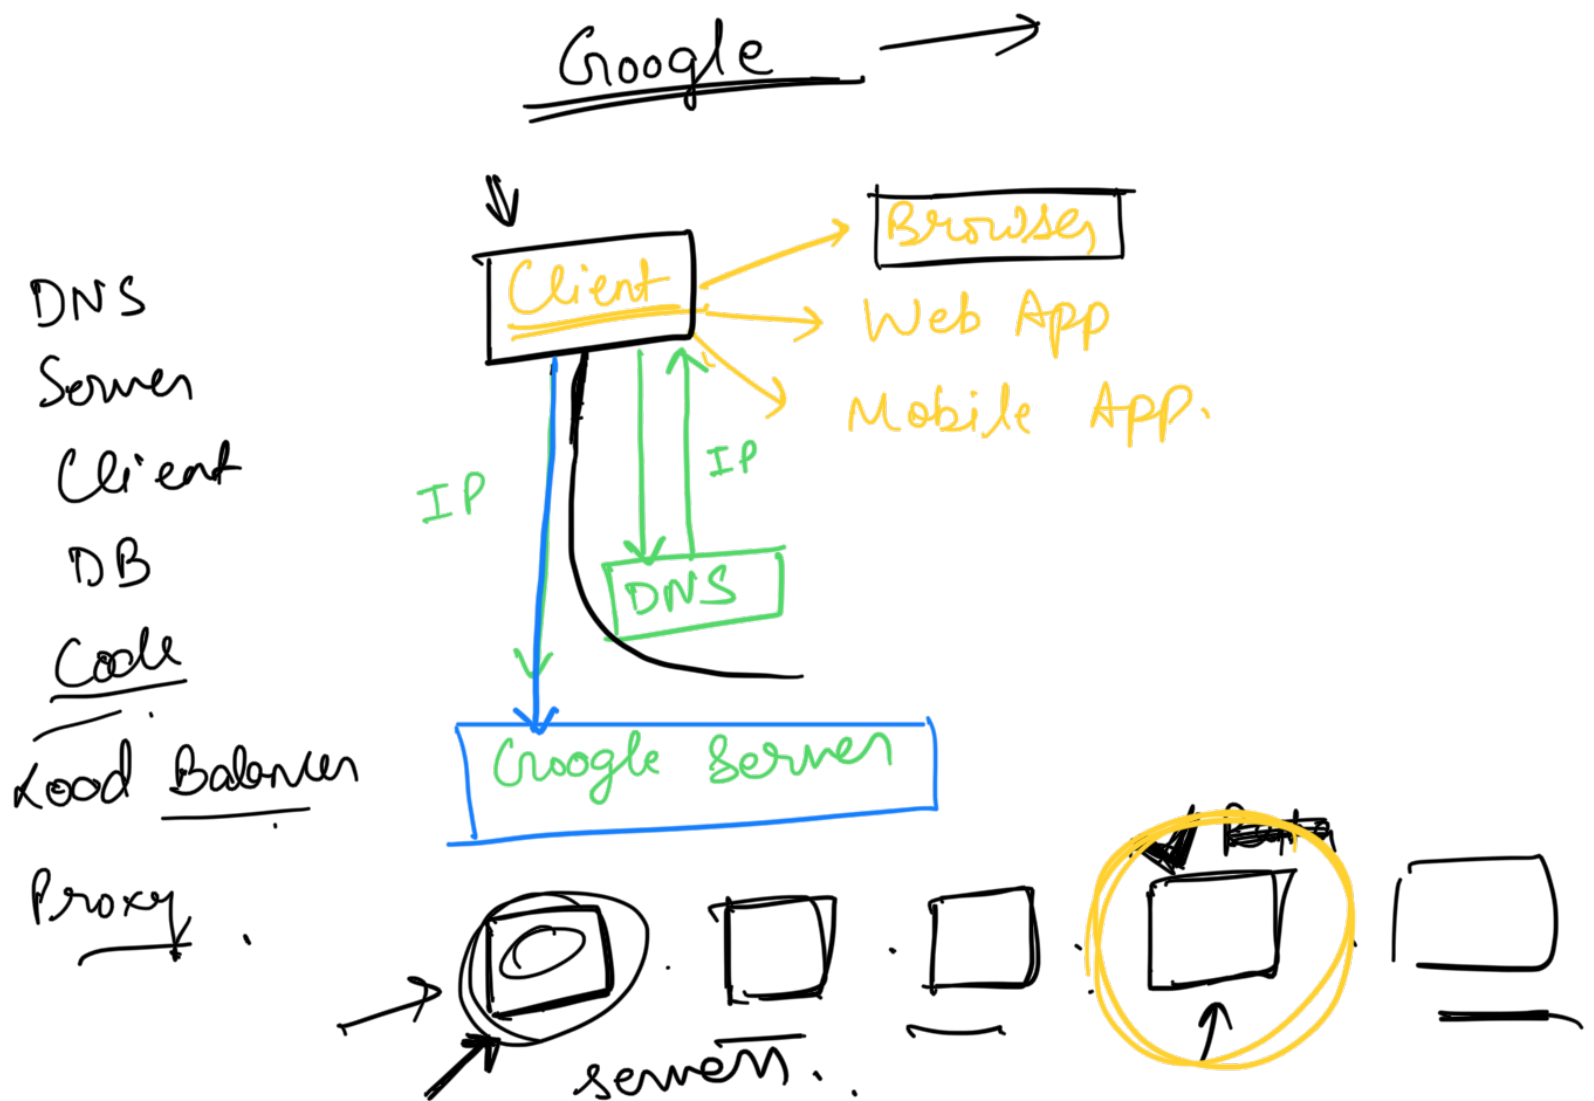 Google
Browser
Client
DNS
Web App
Server
Mobile App.
Client
IP
IP
DB
DNS
Code
Google Server
Load Balancer
Proxy
servers..